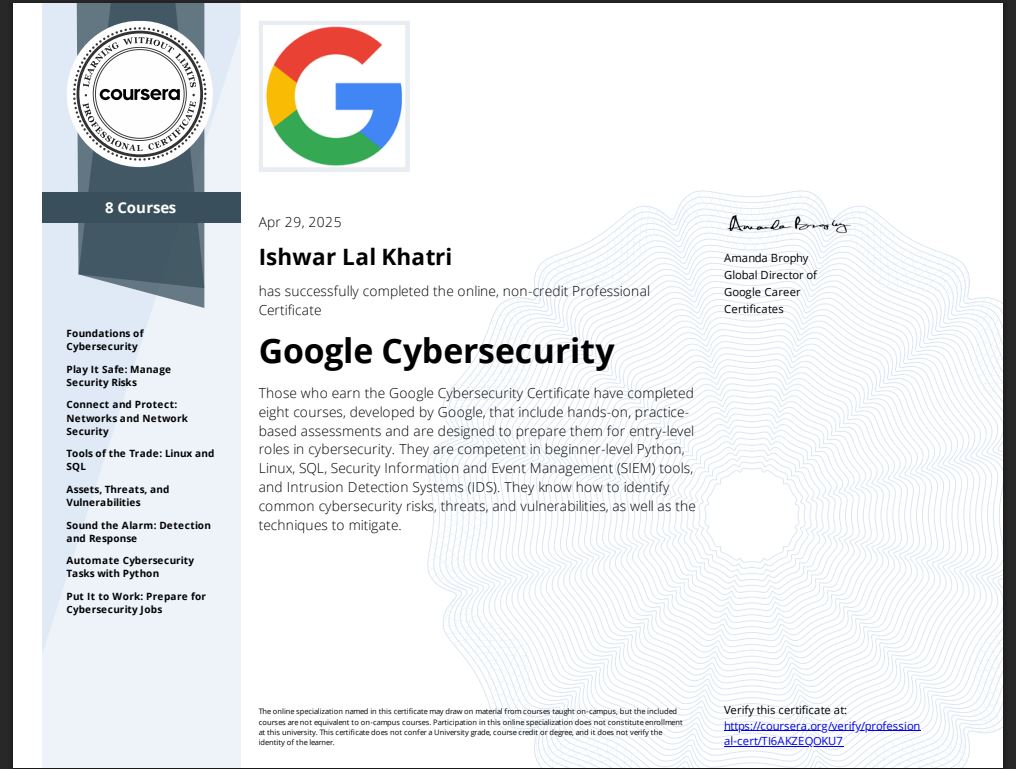 LEARNING WITHOUT LIMITS
coursera
PROFESSIONAL CERTIFICATE
8 Courses
Foundations of
Cybersecurity
Play It Safe: Manage
Security Risks
Connect and Protect:
Networks and Network
Security
Tools of the Trade: Linux and
SQL
Assets, Threats, and
Vulnerabilities
Sound the Alarm: Detection
and Response
Automate Cybersecurity
Tasks with Python
Put It to Work: Prepare for
Cybersecurity Jobs
G
Apr 29, 2025
Ishwar Lal Khatri
has successfully completed the online, non-credit Professional
Certificate
Google Cybersecurity
Those who earn the Google Cybersecurity Certificate have completed
eight courses, developed by Google, that include hands-on, practice-
based assessments and are designed to prepare them for entry-level
roles in cybersecurity. They are competent in beginner-level Python,
Linux, SQL, Security Information and Event Management (SIEM) tools,
and Intrusion Detection Systems (IDS). They know how to identify
common cybersecurity risks, threats, and vulnerabilities, as well as the
techniques to mitigate.
Amanda Brophy
Amanda Brophy
Global Director of
Google Career
Certificates
The online specialization named in this certificate may draw on material from courses taught on-campus, but the included
courses are not equivalent to on-campus courses. Participation in this online specialization does not constitute enrollment
at this university. This certificate does not confer a University grade, course credit or degree, and it does not verify the
identity of the learner.
Verify this certificate at:
https://coursera.org/verify/profession
al-cert/TI6AKZEQOKU7